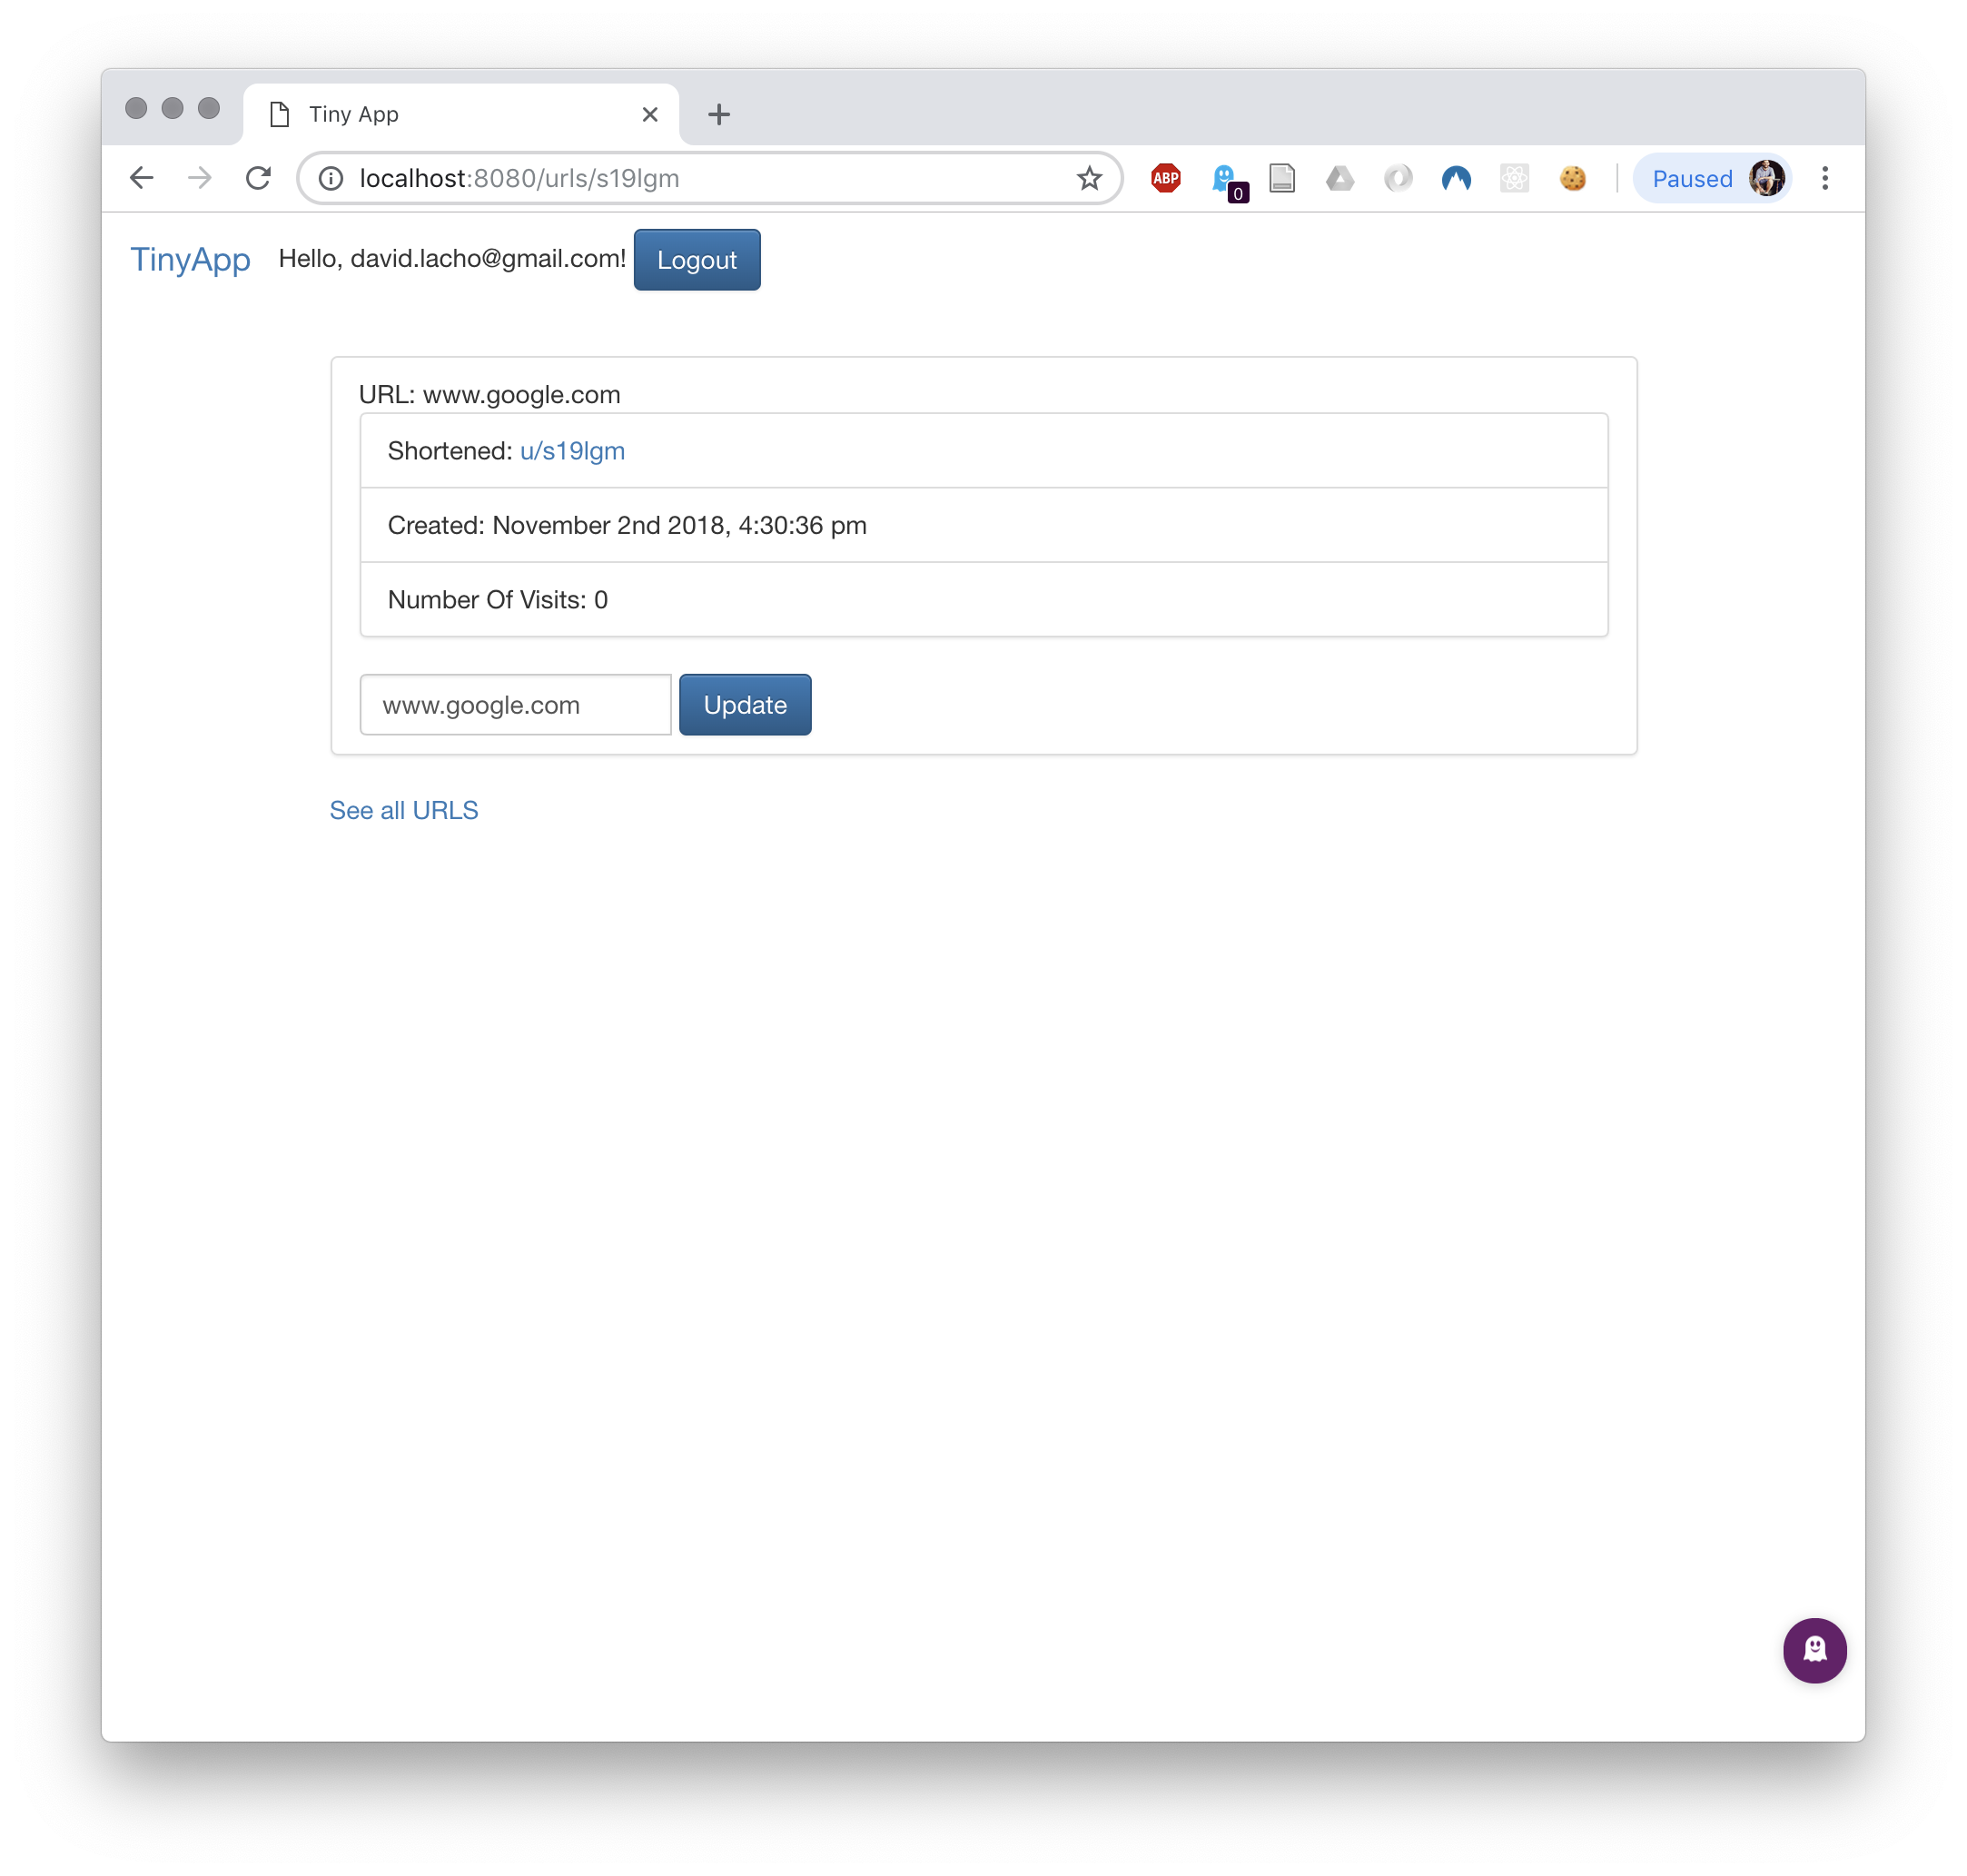 Tiny App
localhost:8080/urls/s19lgm
ABP
0
Paused
TinyApp Hello, david.lacho@gmail.com! Logout
URL: www.google.com
Shortened: u/s19lgm
Created: November 2nd 2018, 4:30:36 pm
Number Of Visits: 0
www.google.com Update
See all URLS